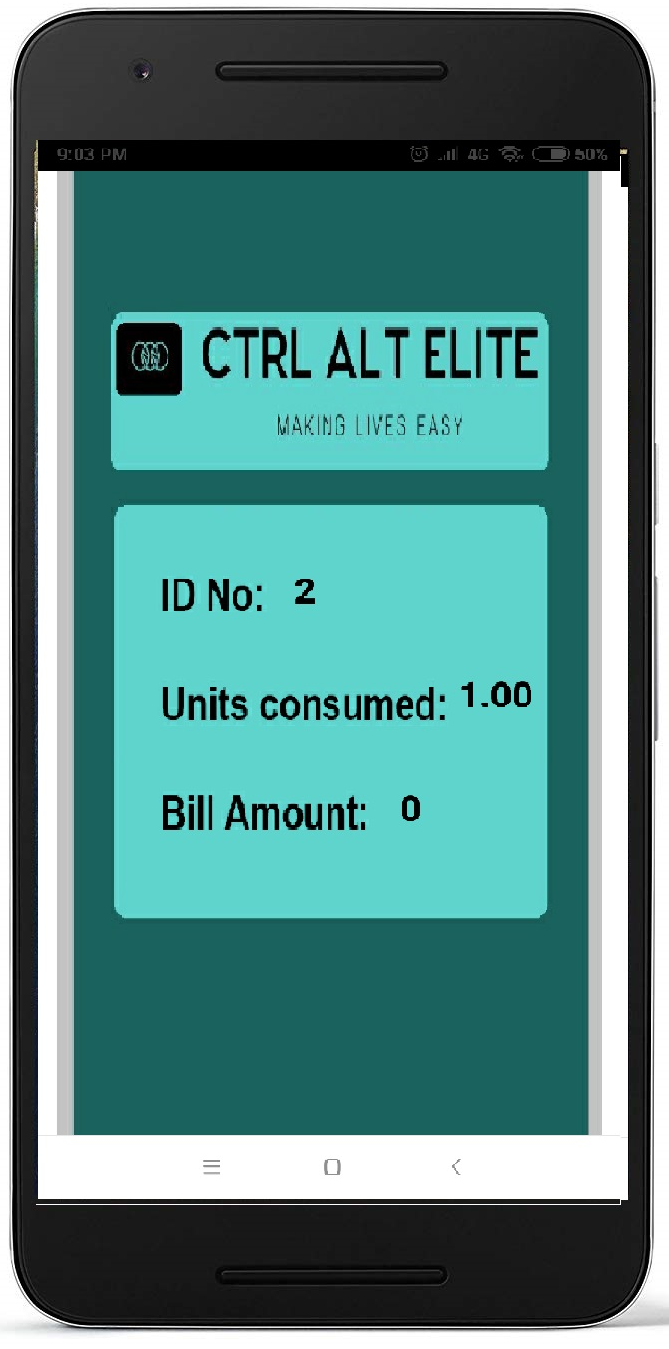 9:03 PM 4G 50%
CTRL ALT ELITE
MAKING LIVES EASY
ID No: 2
Units consumed: 1.00
Bill Amount: 0